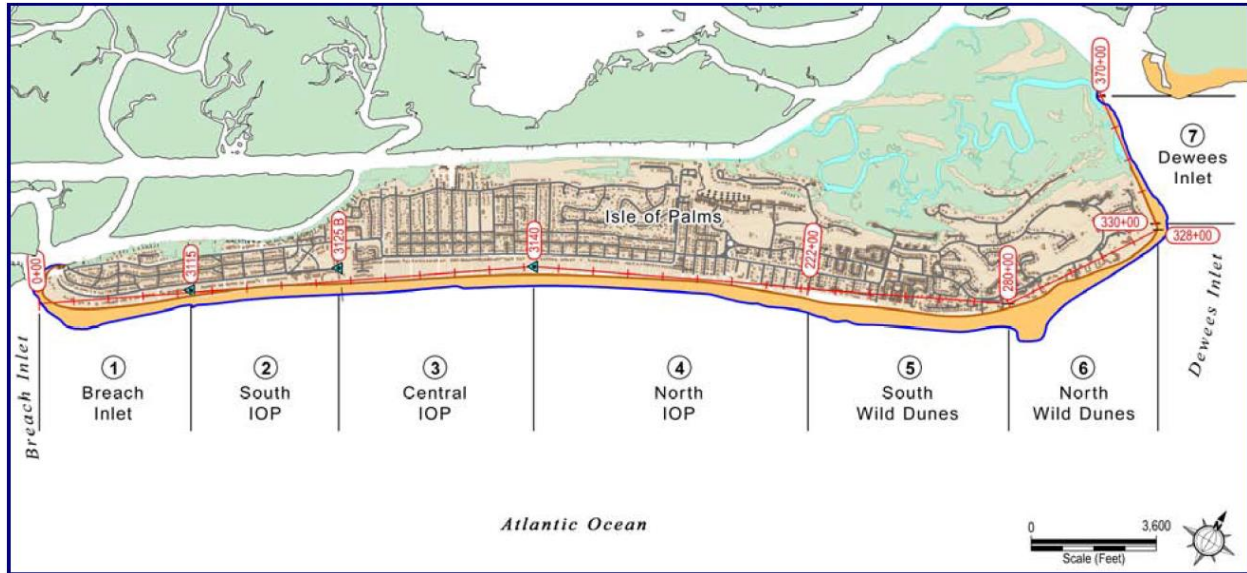 370+00
7
Dewees
Inlet
Isle of Palms
330+00
328+00
0+00
3115
3125 B
3140
222+00
280+00
Breach Inlet
1
Breach
Inlet
2
South
IOP
3
Central
IOP
4
North
IOP
5
South
Wild Dunes
6
North
Wild Dunes
Dewees Inlet
Atlantic Ocean
0 3,600
Scale (Feet)
N